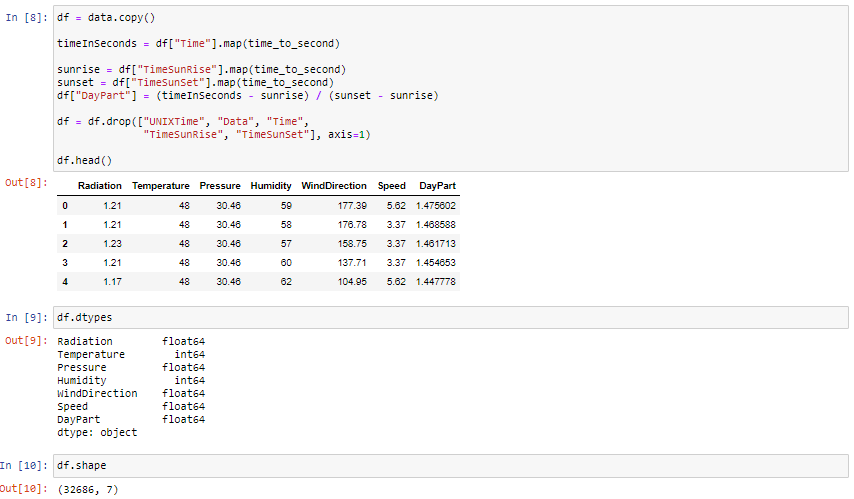 In [8]: df = data.copy()
timeInSeconds = df["Time"].map(time_to_second)
sunrise = df["TimeSunRise"].map(time_to_second)
sunset = df["TimeSunSet"].map(time_to_second)
df["DayPart"] = (timeInSeconds - sunrise) / (sunset - sunrise)
df = df.drop(["UNIXTime", "Data", "Time",
"TimeSunRise", "TimeSunSet"], axis=1)
df.head()
Out[8]:
Radiation Temperature Pressure Humidity WindDirection Speed DayPart
0 1.21 48 30.46 59 177.39 5.62 1.475602
1 1.21 48 30.46 58 176.78 3.37 1.468588
2 1.23 48 30.46 57 158.75 3.37 1.461713
3 1.21 48 30.46 60 137.71 3.37 1.454653
4 1.17 48 30.46 62 104.95 5.62 1.447778
In [9]: df.dtypes
Out[9]: Radiation float64
Temperature int64
Pressure float64
Humidity int64
WindDirection float64
Speed float64
DayPart float64
dtype: object
In [10]: df.shape
Out[10]: (32686, 7)